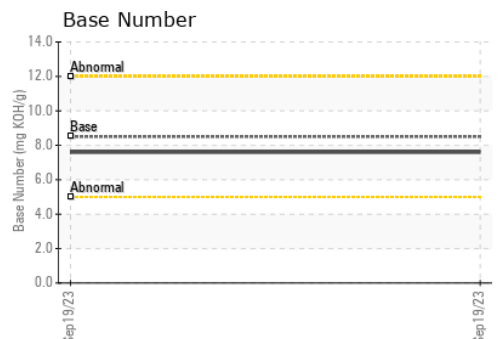 Base Number
Base Number (mg KOH/g)
14.0
12.0
10.0
8.0
6.0
4.0
2.0
0.0
Abnormal
Base
Abnormal
Sep19/23
Sep19/23